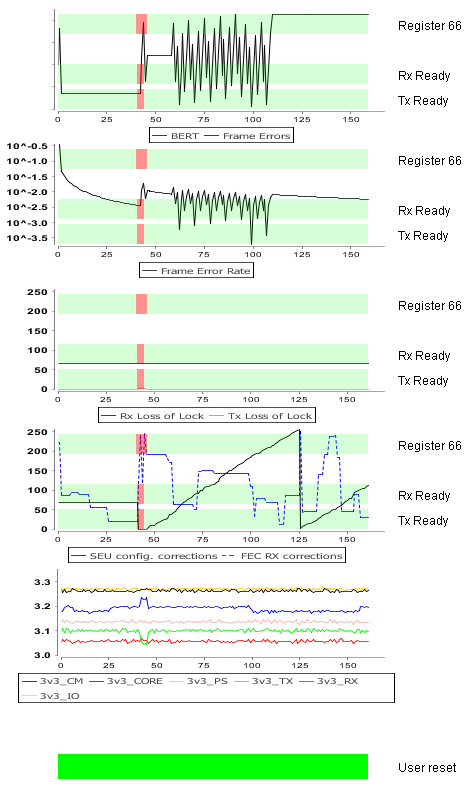 Register 66
Rx Ready
Tx Ready
0 25 50 75 100 125 150
BERT Frame Errors
10^-0.5
10^-1.0
Register 66
10^-2.0
Rx Ready
10^-2.5
10^-3.0
Tx Ready
10^-3.5
0 25 50 75 100 125 150
Frame Error Rate
250
Register 66
200
150
100
Rx Ready
50
Tx Ready
0
0 25 50 75 100 125 150
Rx Loss of Lock Tx Loss of Lock
250
Register 66
200
150
100
Rx Ready
50
Tx Ready
0
0 25 50 75 100 125 150
SEU config. corrections FEC RX corrections
3.3
3.2
3.1
3.0
0 25 50 75 100 125 150
3v3_CM 3v3_CORE 3v3_PS 3v3_TX 3v3_RX
3v3_IO
User reset